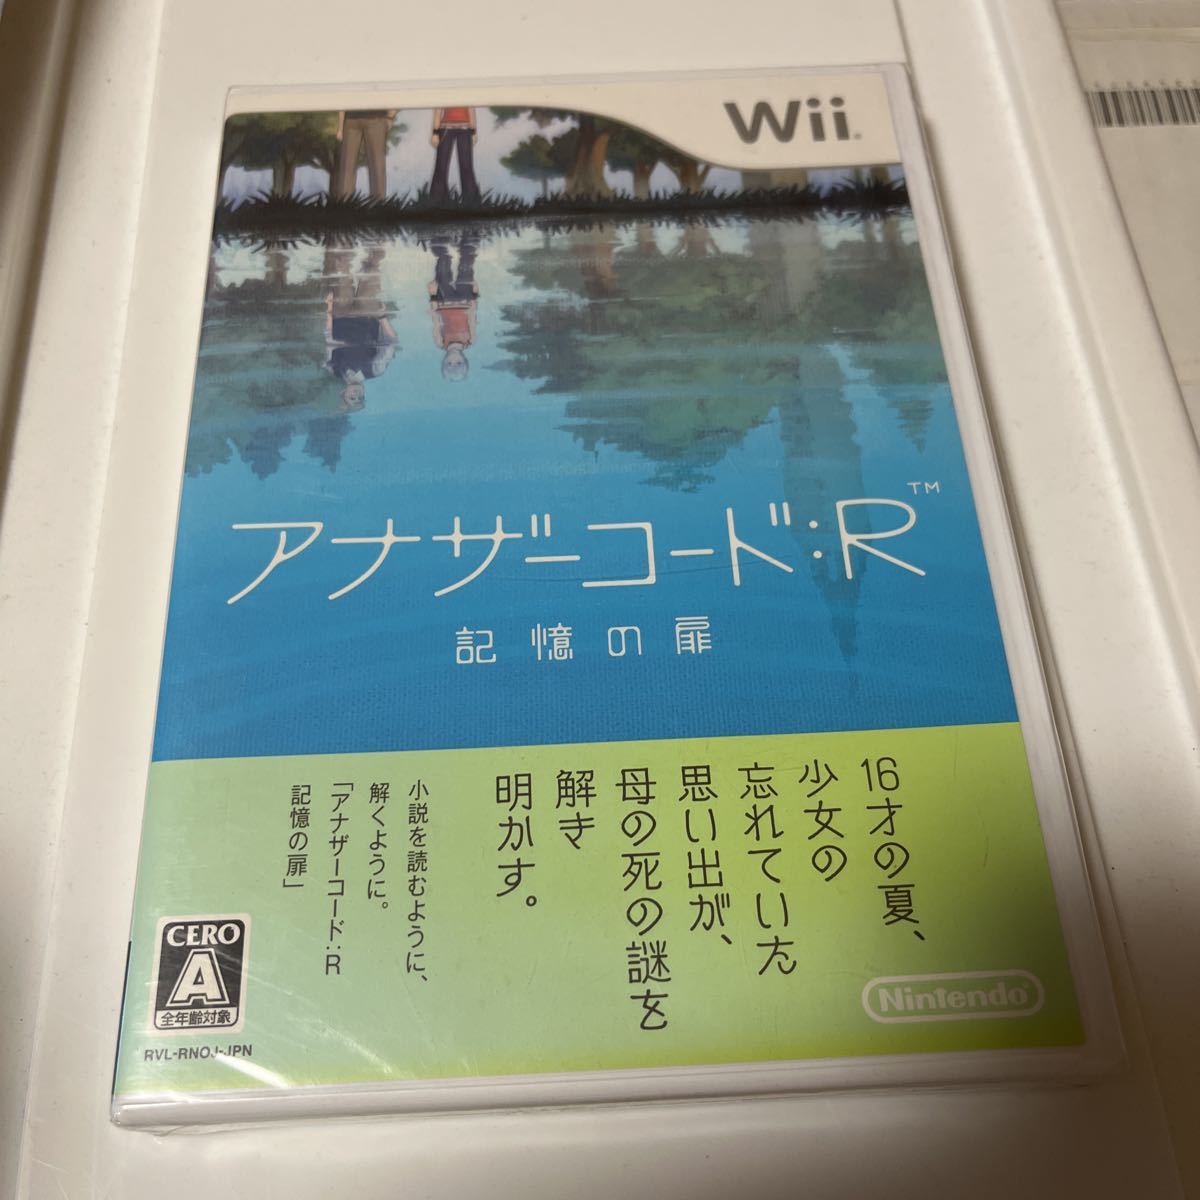 Wii.
アナザーコード:R™
記憶の扉
16才の夏、
少女の
忘れていた
思い出が、
母の死の謎を
解き
明かす。
小説を読むように、
解くように。
「アナザーコード:R
記憶の扉」
CERO
A
全年齢対象
RVL-RNOJ-JPN
Nintendo